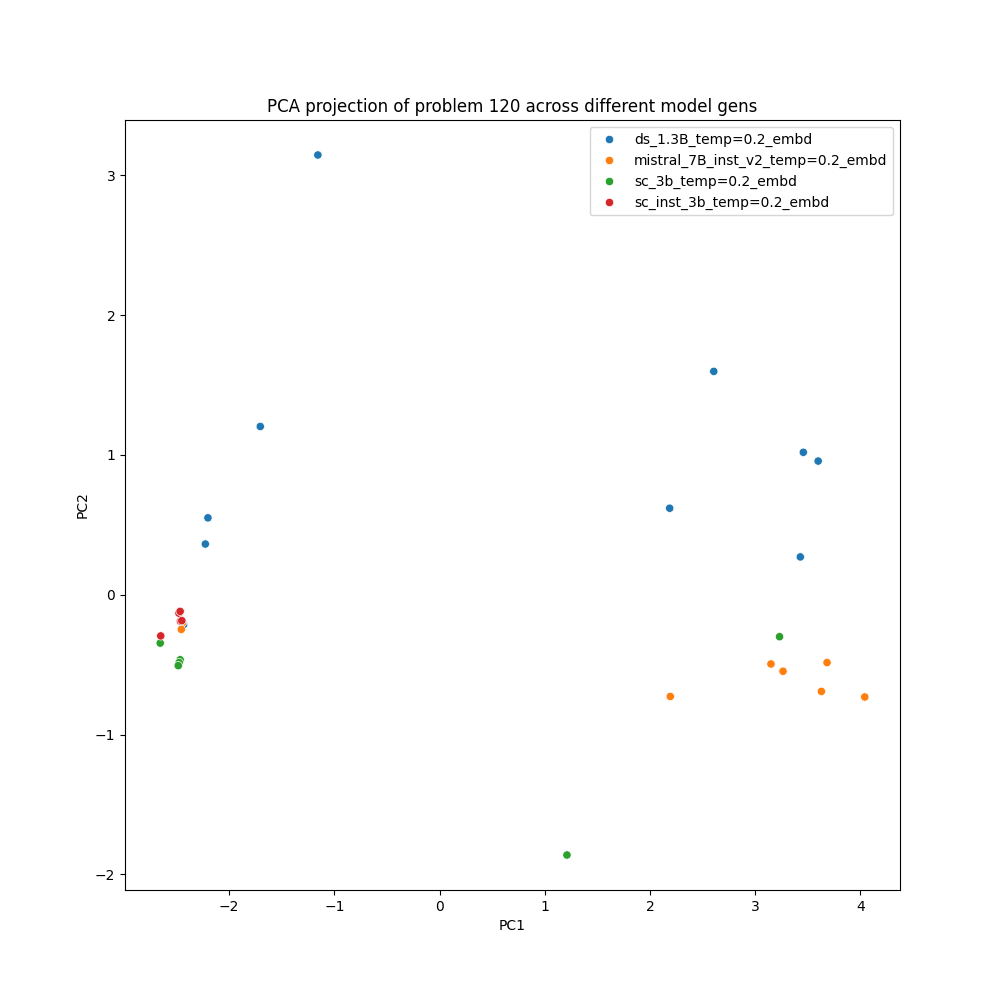 PCA projection of problem 120 across different model gens
ds_1.3B_temp=0.2_embd
mistral_7B_inst_v2_temp=0.2_embd
sc_3b_temp=0.2_embd
sc_inst_3b_temp=0.2_embd
3
2
1
0
−1
−2
PC2
−2
−1
0
1
2
3
4
PC1